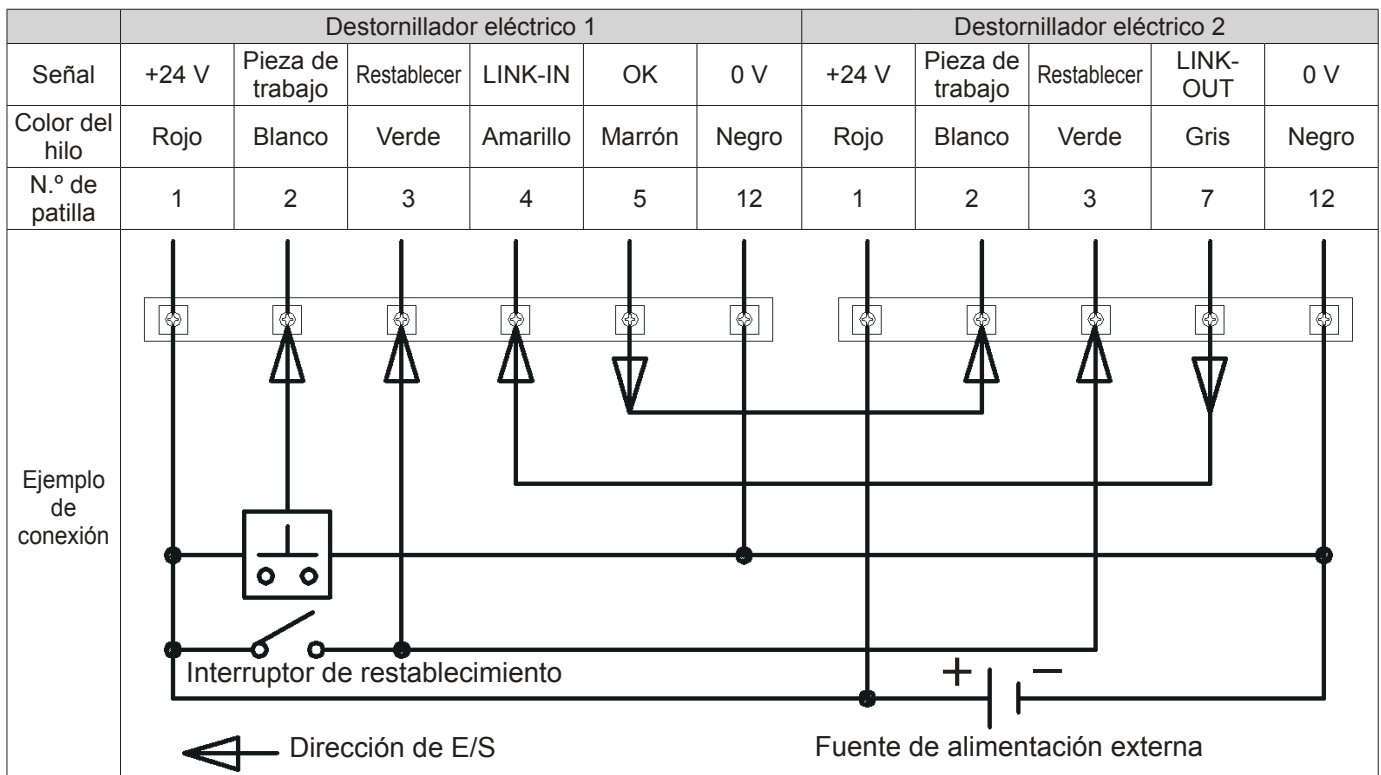 Destornillador eléctrico 1 Destornillador eléctrico 2
Señal +24 V Pieza de trabajo Restablecer LINK-IN OK 0 V +24 V Pieza de trabajo Restablecer LINK-OUT 0 V
Color del hilo Rojo Blanco Verde Amarillo Marrón Negro Rojo Blanco Verde Gris Negro
N.º de patilla 1 2 3 4 5 12 1 2 3 7 12
Ejemplo de conexión
Interruptor de restablecimiento
+ −
Dirección de E/S Fuente de alimentación externa